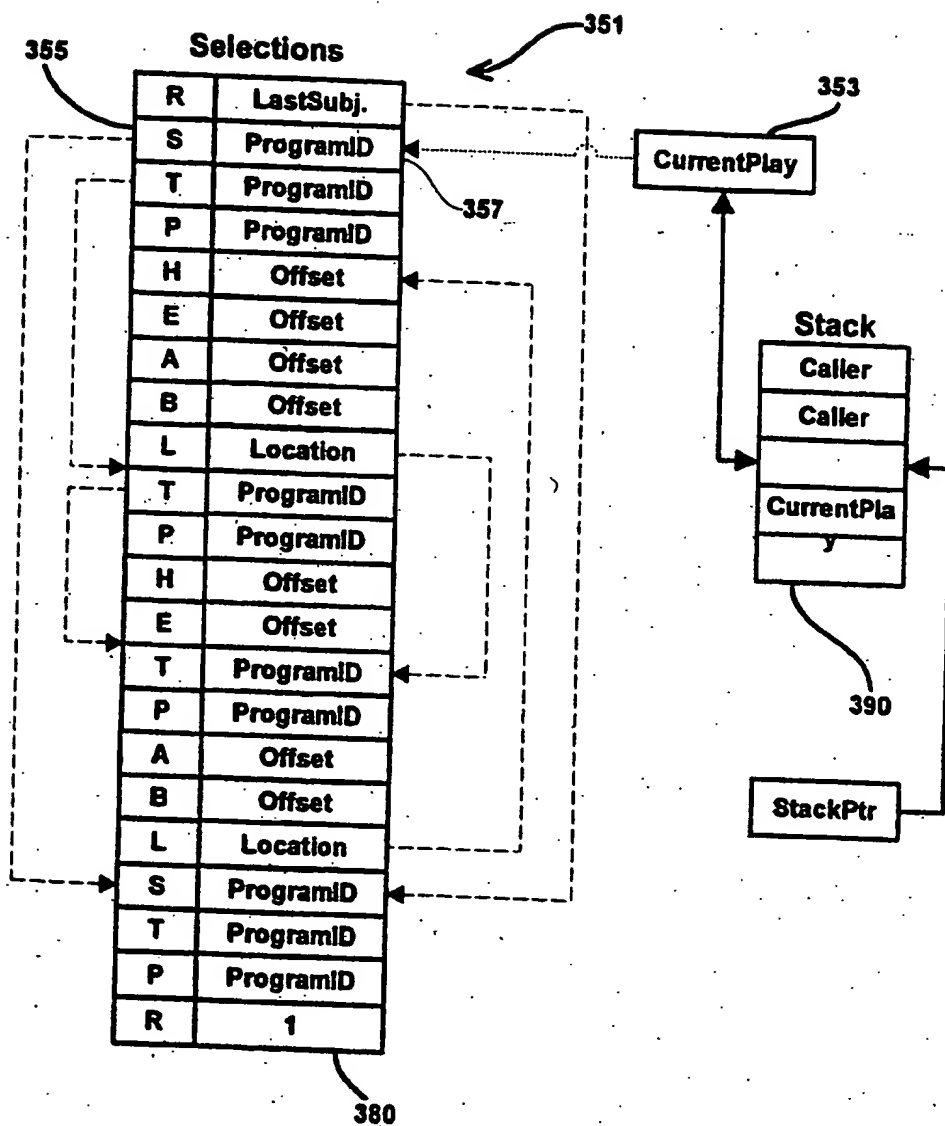 351
355
Selections
353
R LastSubj.
S ProgramID
CurrentPlay
T ProgramID
357
P ProgramID
H Offset
E Offset
Stack
A Offset
Caller
B Offset
Caller
L Location
T ProgramID
CurrentPla
y
P ProgramID
H Offset
E Offset
T ProgramID
390
P ProgramID
A Offset
B Offset
StackPtr
L Location
S ProgramID
T ProgramID
P ProgramID
R 1
380